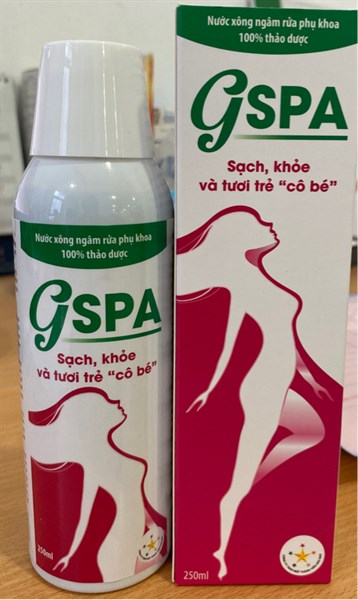 Nước xông ngâm rửa phụ khoa
100% thảo dược
gSPA
Sạch, khỏe
và tươi trẻ "cô bé"
250ml
Nước xông ngâm rửa phụ khoa
100% thảo dược
gSPA
Sạch, khỏe
và tươi trẻ "cô bé"
250ml